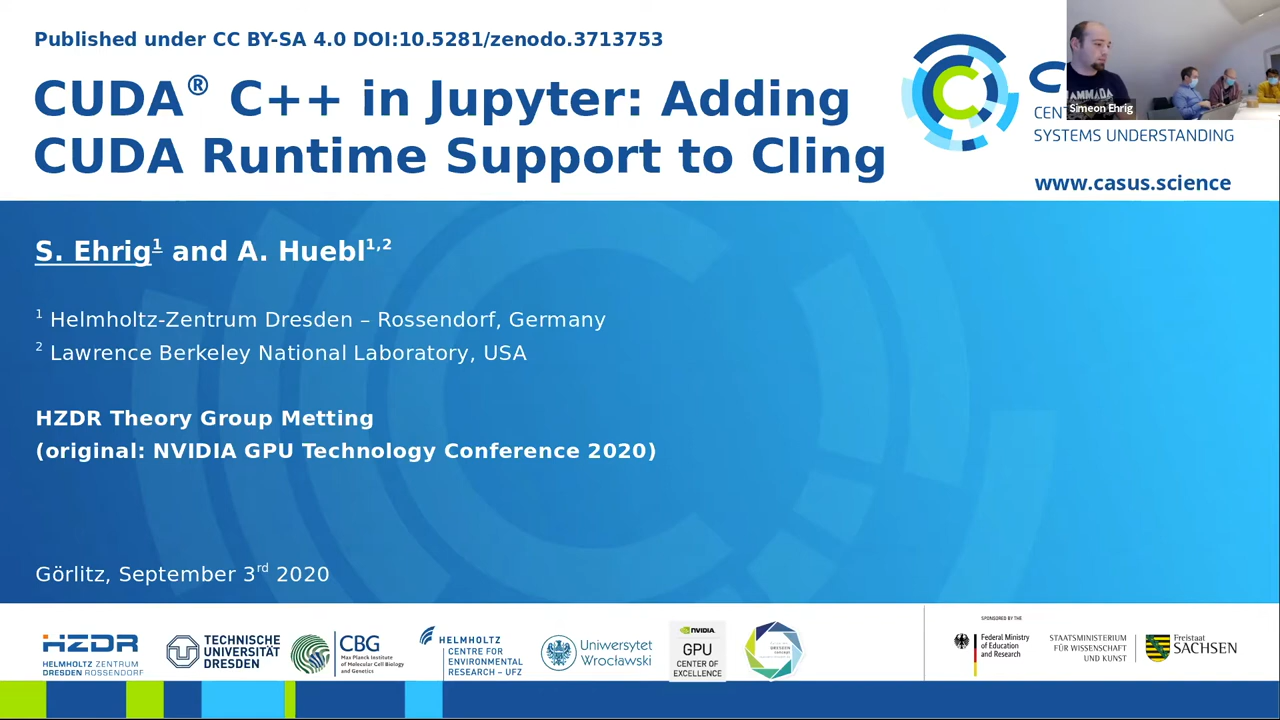 Published under CC BY-SA 4.0 DOI:10.5281/zenodo.3713753
CUDA® C++ in Jupyter: Adding
CUDA Runtime Support to Cling
Simeon Ehrig
SYSTEMS UNDERSTANDING
www.casus.science
S. Ehrig1 and A. Huebl1,2
1 Helmholtz-Zentrum Dresden – Rossendorf, Germany
2 Lawrence Berkeley National Laboratory, USA
HZDR Theory Group Metting
(original: NVIDIA GPU Technology Conference 2020)
Görlitz, September 3rd 2020
HZDR
HELMHOLTZ ZENTRUM
DRESDEN ROSSENDORF
TECHNISCHE
UNIVERSITÄT
DRESDEN
CBG
Max Planck Institute
of Molecular Cell Biology
and Genetics
HELMHOLTZ
CENTRE FOR
ENVIRONMENTAL
RESEARCH – UFZ
Uniwersytet
Wrocławski
NVIDIA
GPU
CENTER OF
EXCELLENCE
SPONSORED BY THE
Federal Ministry
of Education
and Research
STAATSMINISTERIUM
FÜR WISSENSCHAFT
UND KUNST
Freistaat
SACHSEN